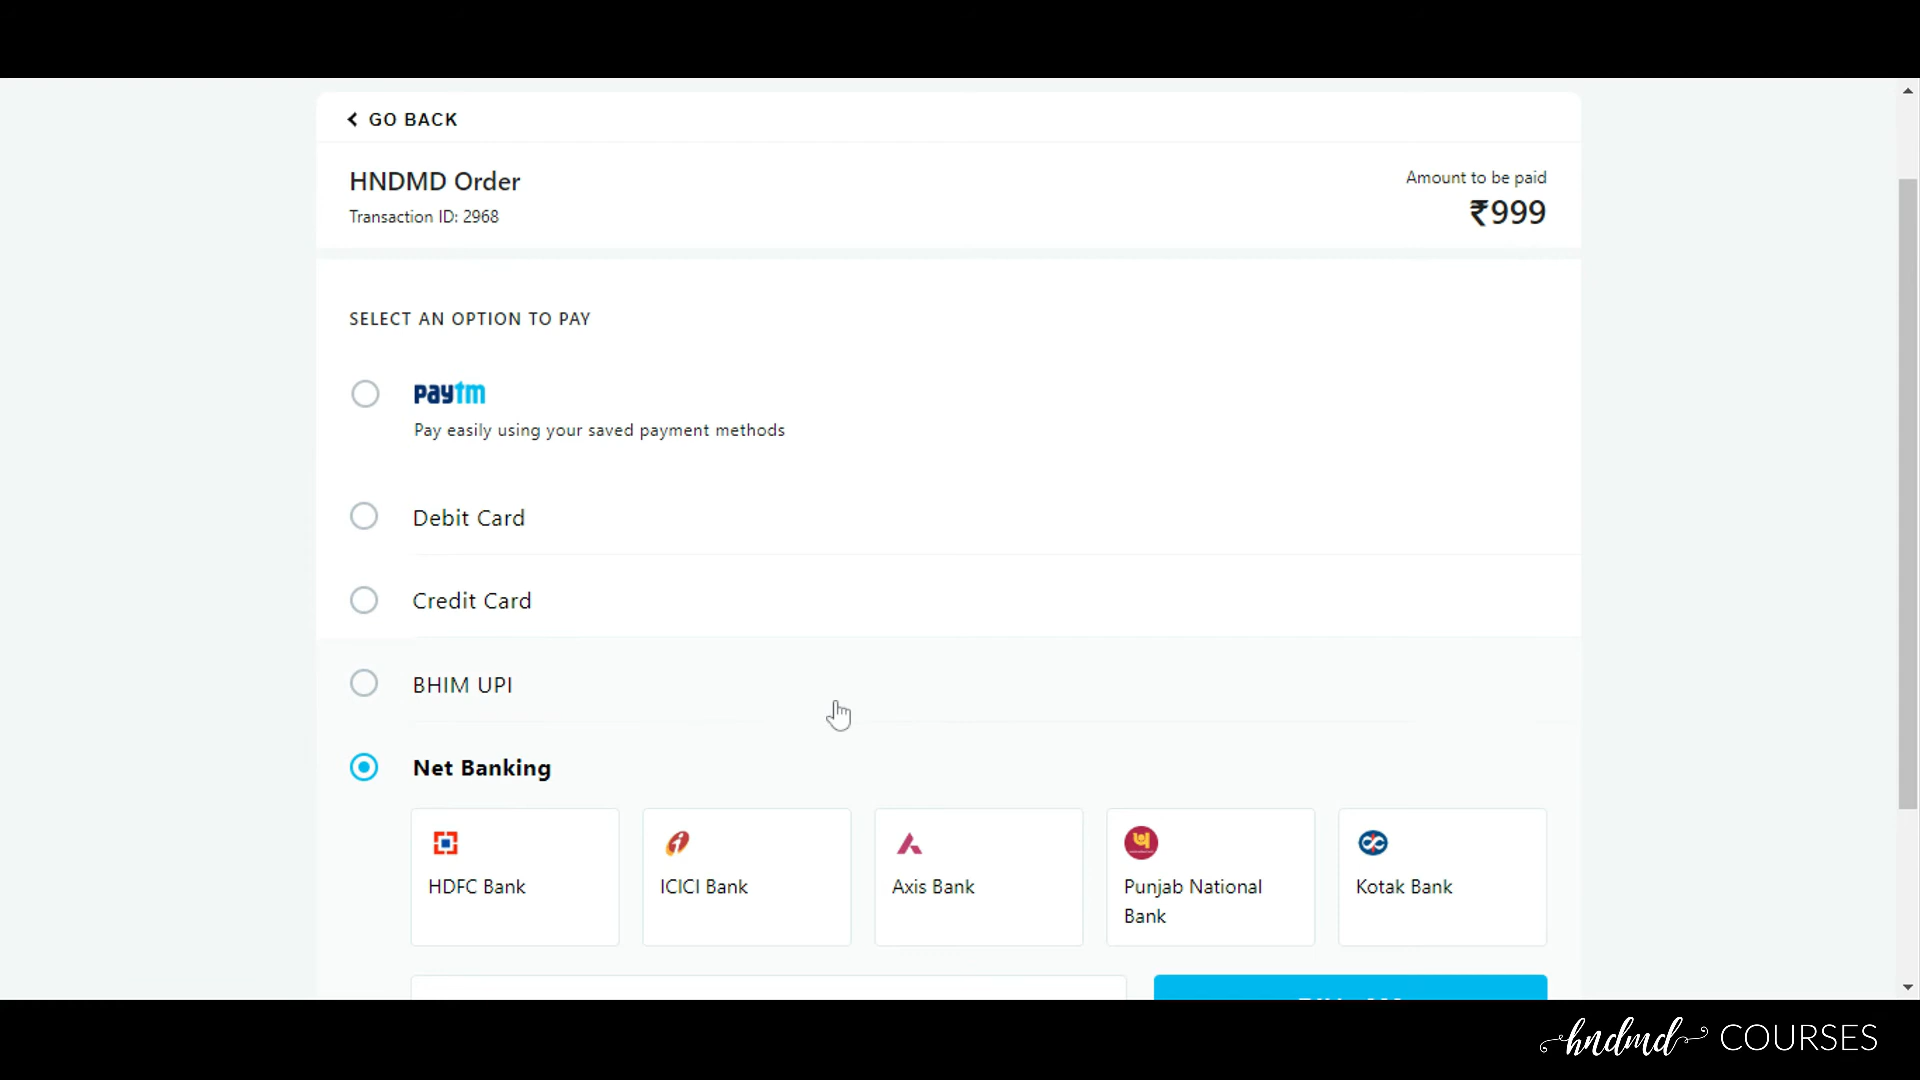 GO BACK
HNDMD Order
Amount to be paid
Transaction ID: 2968
₹999
SELECT AN OPTION TO PAY
paytm
Pay easily using your saved payment methods
Debit Card
Credit Card
BHIM UPI
Net Banking
HDFC Bank
ICICI Bank
Axis Bank
Punjab National
Bank
Kotak Bank
hndmd COURSES